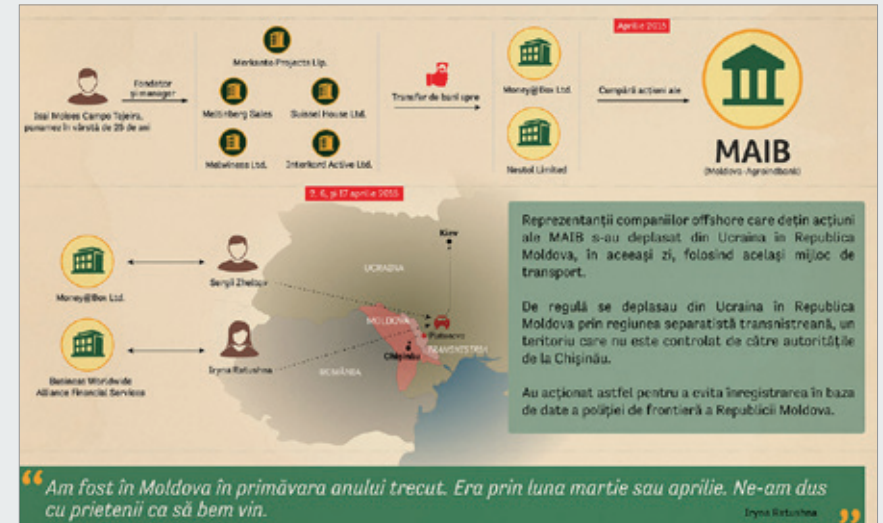 Aprilie 2015
Merkanto Projects Llp.
Fondator
și manager
Isai Moises Campo Tejeira,
panamez în vârstă de 25 de ani
Meltinberg Sales
Suissel House Ltd.
Melwiness Ltd.
Interkord Active Ltd.
Transfer de bani spre
Money@Box Ltd.
Nestol Limited
Cumpără acțiuni ale
MAIB
(Moldova-Agroindbank)
2, 6, și 17 aprilie 2015
Money@Box Ltd.
Business Worldwide
Alliance Financial Services
Sergii
Iryna Ratushna
Kiev
UCRAINA
MOLDOVA
TRANSNISTRIA
Chișinău
ROMÂNIA
Reprezentanții companiilor offshore care dețin acțiuni
ale MAIB s-au deplasat din Ucraina în Republica
Moldova, în aceeași zi, folosind același mijloc de
transport.
De regulă se deplasau din Ucraina în Republica
Moldova prin regiunea separatistă transnistreană, un
teritoriu care nu este controlat de către autoritățile
de la Chișinău.
Au acționat astfel pentru a evita înregistrarea în baza
de date a poliției de frontieră a Republicii Moldova.
“ Am fost în Moldova în primăvara anului trecut. Era prin luna martie sau aprilie. Ne-am dus
cu prietenii ca să bem vin.
Iryna Ratushna ”